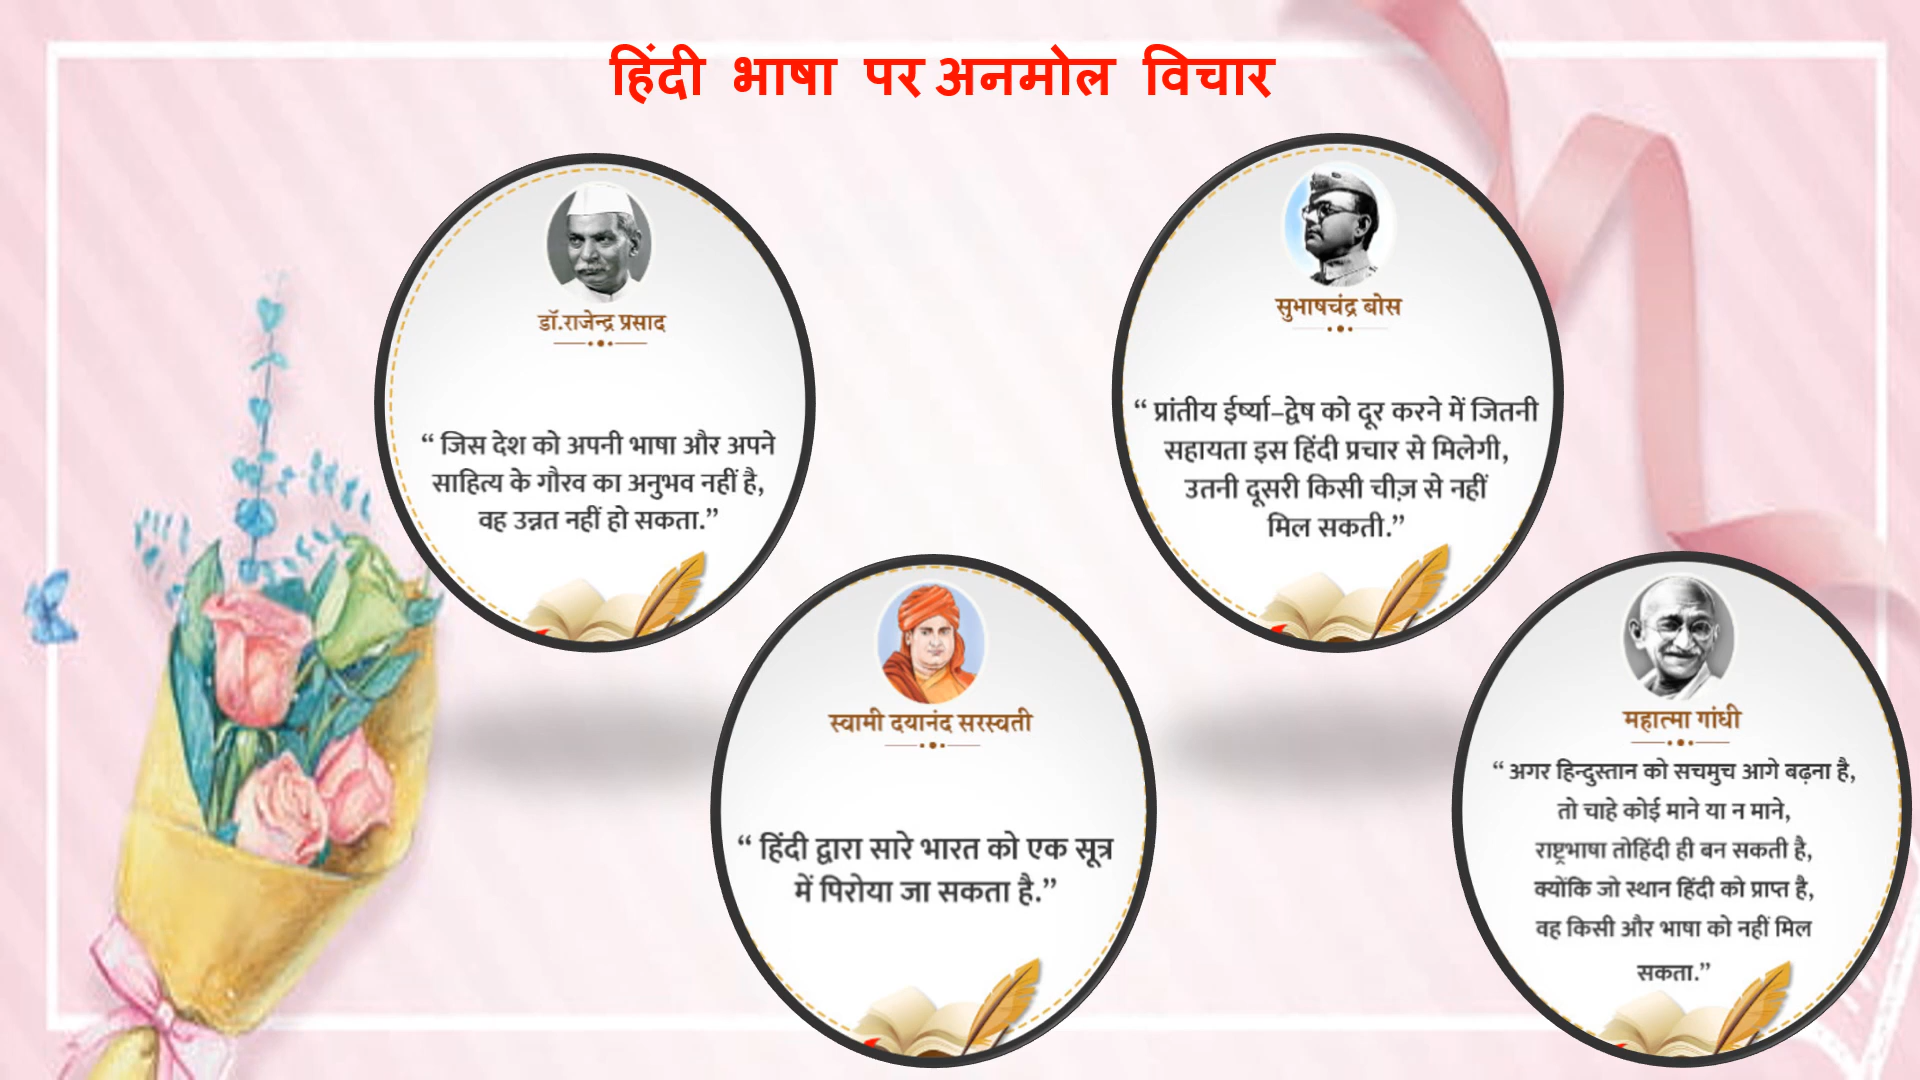 हिंदी भाषा पर अनमोल विचार
डॉ.राजेन्द्र प्रसाद
“ जिस देश को अपनी भाषा और अपने
साहित्य के गौरव का अनुभव नहीं है,
वह उन्नत नहीं हो सकता.”
सुभाषचंद्र बोस
“ प्रांतीय ईर्ष्या–द्वेष को दूर करने में जितनी
सहायता इस हिंदी प्रचार से मिलेगी,
उतनी दूसरी किसी चीज़ से नहीं
मिल सकती.”
स्वामी दयानंद सरस्वती
“ हिंदी द्वारा सारे भारत को एक सूत्र
में पिरोया जा सकता है.”
महात्मा गांधी
“ अगर हिन्दुस्तान को सचमुच आगे बढ़ना है,
तो चाहे कोई माने या न माने,
राष्ट्रभाषा तोहिंदी ही बन सकती है,
क्योंकि जो स्थान हिंदी को प्राप्त है,
वह किसी और भाषा को नहीं मिल
सकता.”